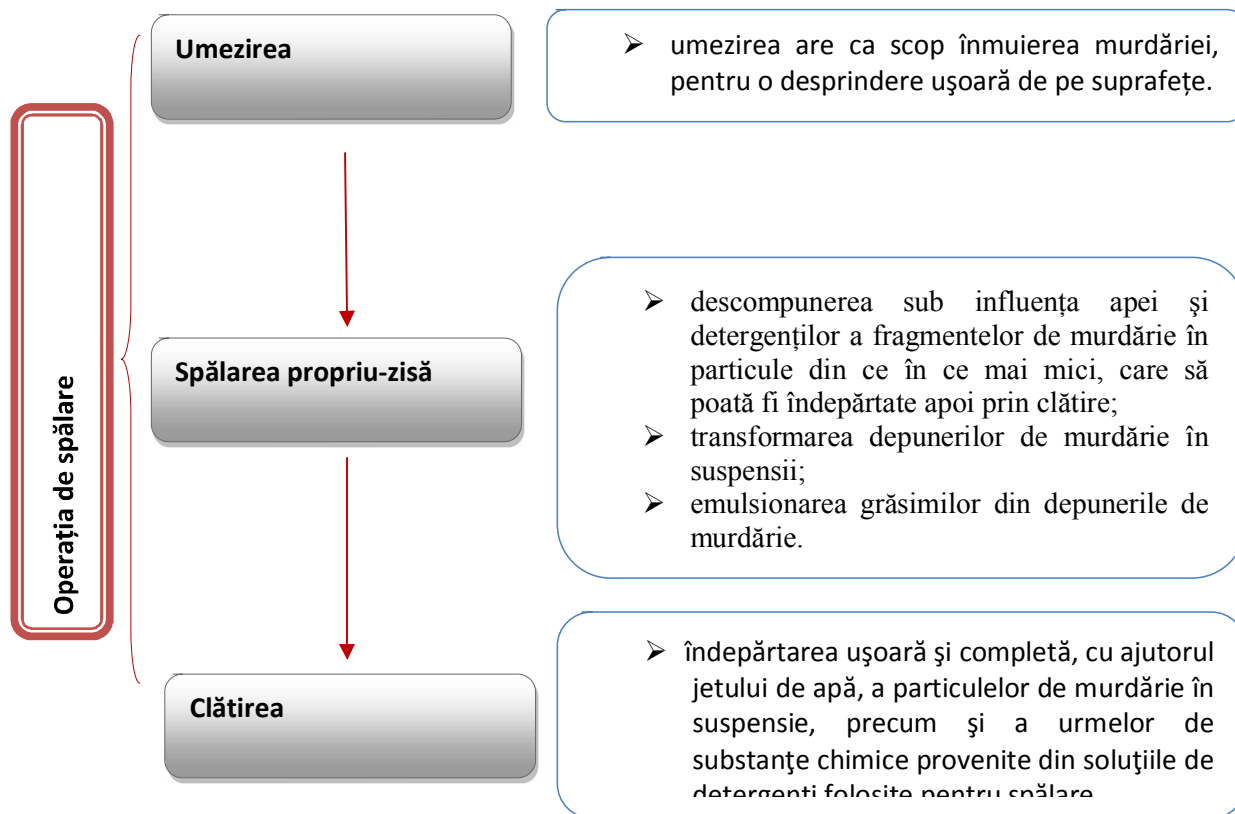 Operația de spălare
Umezirea
➢ umezirea are ca scop înmuierea murdăriei,
pentru o desprindere uşoară de pe suprafețe.
Spălarea propriu-zisă
➢ descompunerea sub influența apei şi
detergenților a fragmentelor de murdărie în
particule din ce în ce mai mici, care să
poată fi îndepărtate apoi prin clătire;
➢ transformarea depunerilor de murdărie în
suspensii;
➢ emulsionarea grăsimilor din depunerile de
murdărie.
Clătirea
➢ îndepărtarea uşoară şi completă, cu ajutorul
jetului de apă, a particulelor de murdărie în
suspensie, precum şi a urmelor de
substanţe chimice provenite din soluţiile de
detergenţi folosite pentru spălare